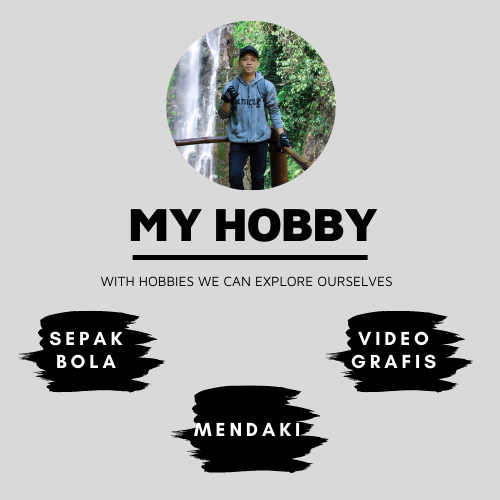 MY HOBBY
WITH HOBBIES WE CAN EXPLORE OURSELVES
SEPAK
BOLA
VIDEO
GRAFIS
MENDAKI